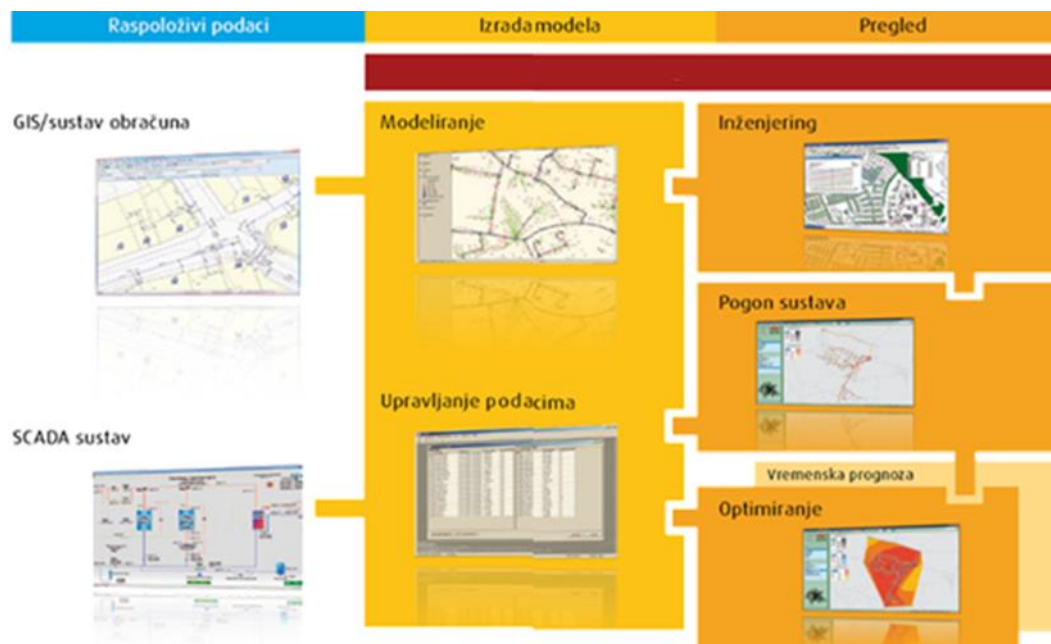 Raspoloživi podaci
Izrada modela
Pregled
GIS/sustav obračuna
Modeliranje
Inženjering
Pogon sustava
Upravljanje podacima
SCADA sustav
Vremenska prognoza
Optimiranje